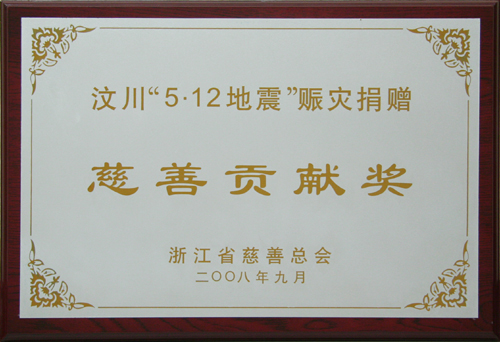 汶川“5·12地震”赈灾捐赠
慈善贡献奖
浙江省慈善总会
二〇〇八年九月